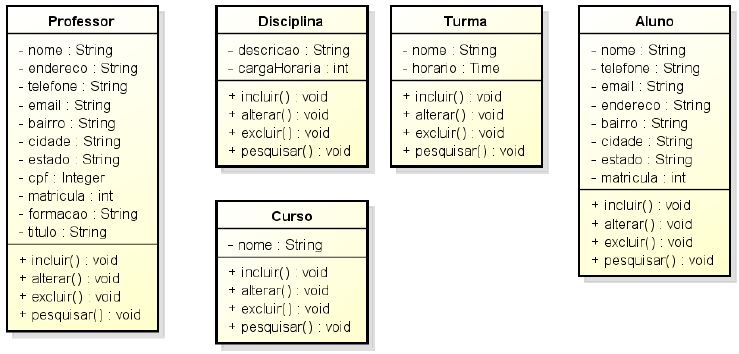 Professor
- nome : String
- endereco : String
- telefone : String
- email : String
- bairro : String
- cidade : String
- estado : String
- cpf : Integer
- matricula : int
- formacao : String
- titulo : String
+ incluir() : void
+ alterar() : void
+ excluir() : void
+ pesquisar() : void
Disciplina
- descricao : String
- cargaHoraria : int
+ incluir() : void
+ alterar() : void
+ excluir() : void
+ pesquisar() : void
Turma
- nome : String
- horario : Time
+ incluir() : void
+ alterar() : void
+ excluir() : void
+ pesquisar() : void
Aluno
- nome : String
- telefone : String
- email : String
- endereco : String
- bairro : String
- cidade : String
- estado : String
- matricula : int
+ incluir() : void
+ alterar() : void
+ excluir() : void
+ pesquisar() : void
Curso
- nome : String
+ incluir() : void
+ alterar() : void
+ excluir() : void
+ pesquisar() : void